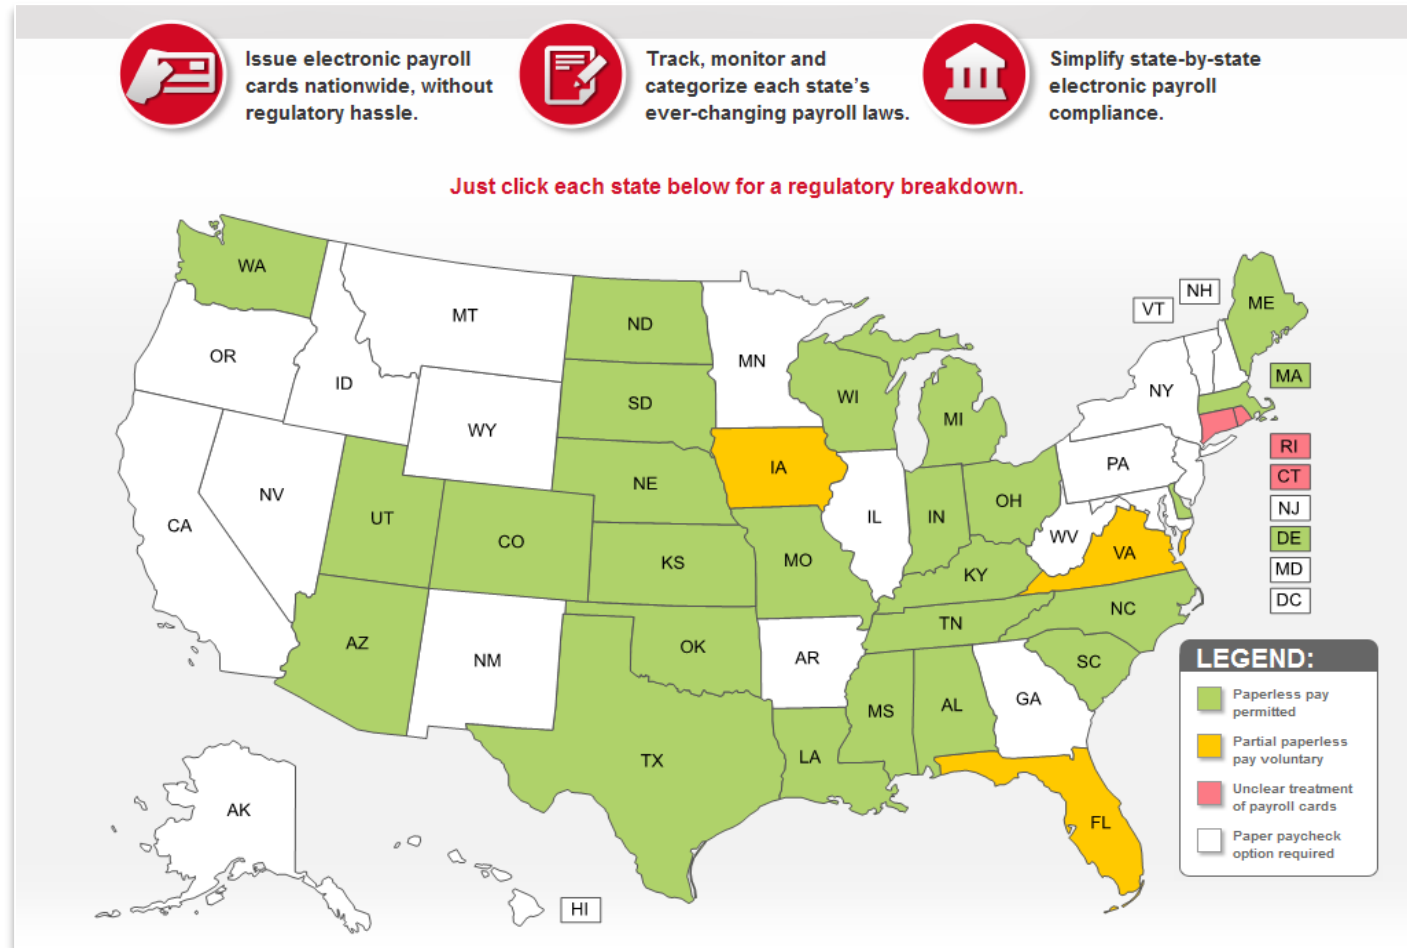 Issue electronic payroll
cards nationwide, without
regulatory hassle.
Track, monitor and
categorize each state's
ever-changing payroll laws.
Simplify state-by-state
electronic payroll
compliance.
Just click each state below for a regulatory breakdown.
WA
MT
ND
MN
OR
ID
WY
SD
WI
MI
NY
VT
NH
ME
MA
RI
CT
NJ
DE
MD
DC
NV
CA
UT
CO
NE
IA
IL
IN
OH
PA
WV
VA
KS
MO
KY
NC
TN
AZ
NM
OK
AR
SC
MS
AL
GA
TX
LA
FL
AK
HI
LEGEND:
Paperless pay
permitted
Partial paperless
pay voluntary
Unclear treatment
of payroll cards
Paper paycheck
option required